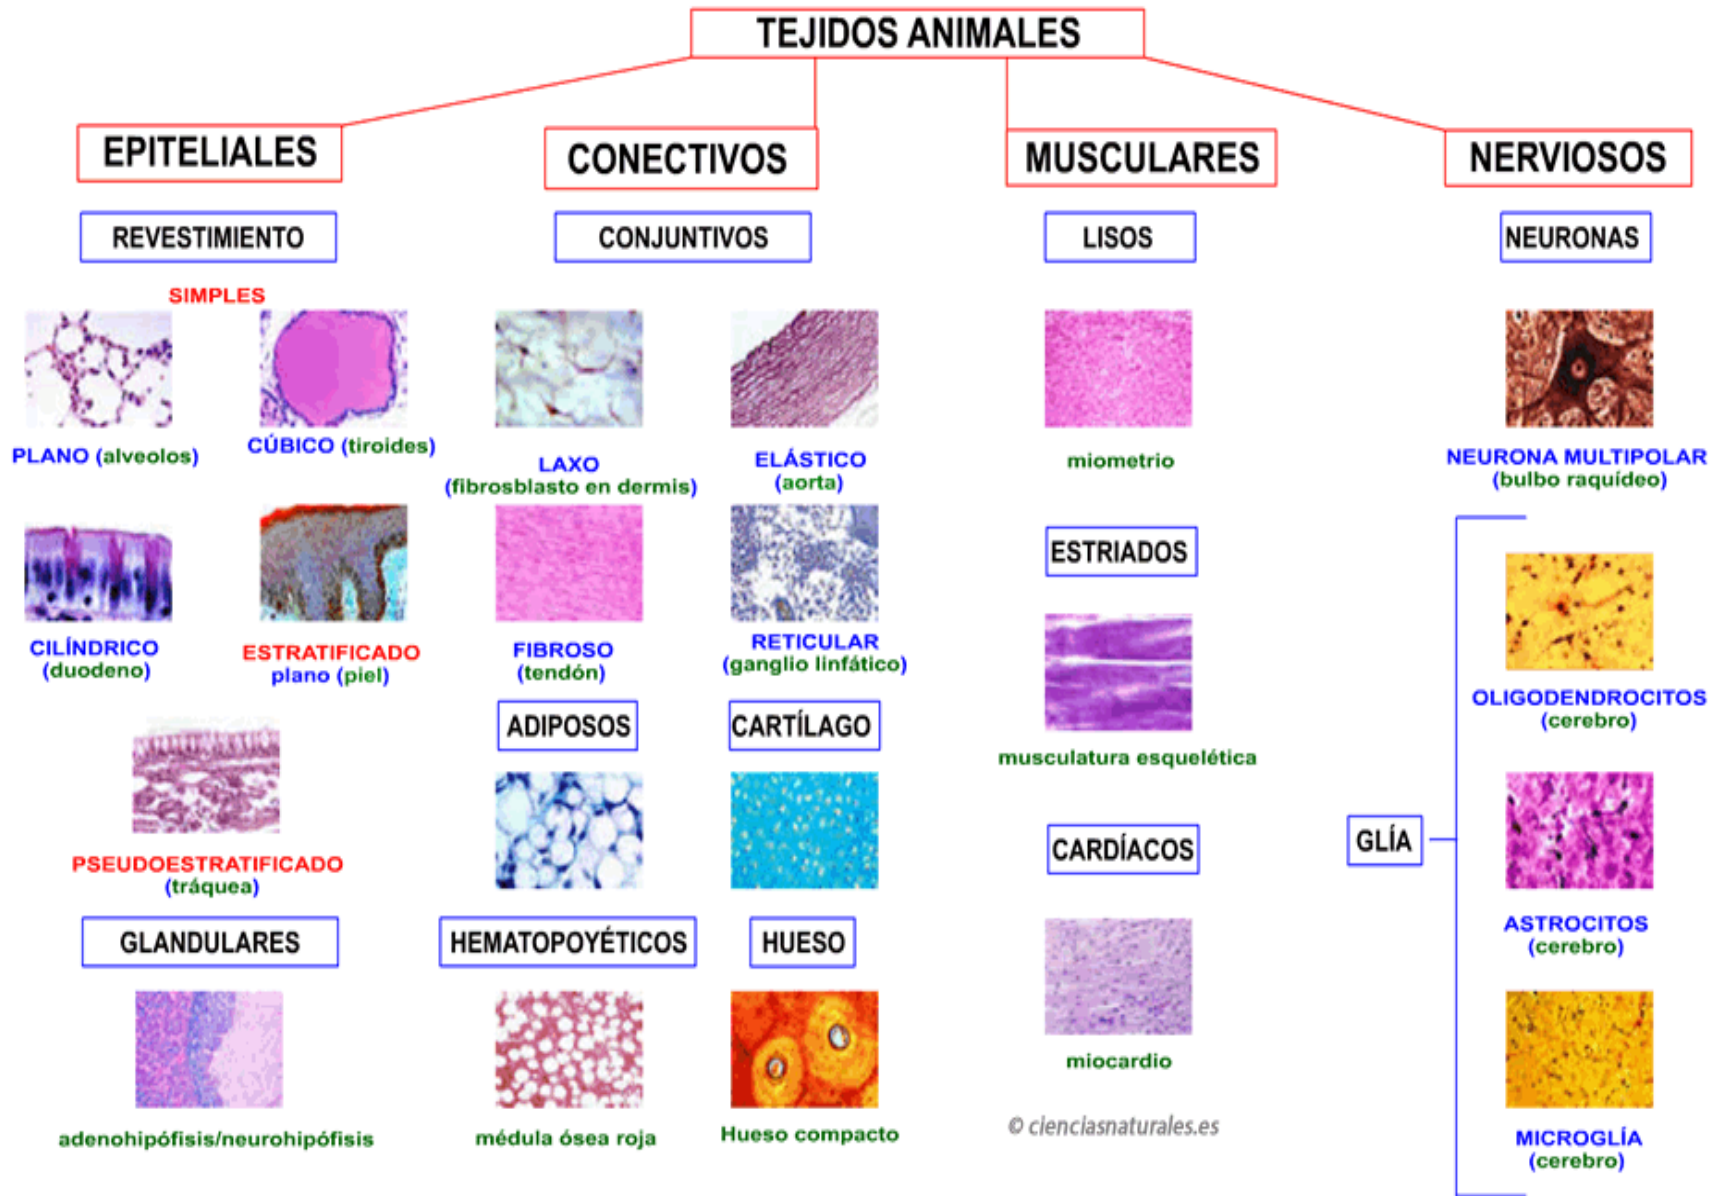 TEJIDOS ANIMALES
EPITELIALES
REVESTIMIENTO
SIMPLES
PLANO (alveolos)
CÚBICO (tiroides)
CILÍNDRICO
(duodeno)
ESTRATIFICADO
plano (piel)
PSEUDOESTRATIFICADO
(tráquea)
GLANDULARES
adenohipófisis/neurohipófisis
CONECTIVOS
CONJUNTIVOS
LAXO
(fibrosblasto en dermis)
ELÁSTICO
(aorta)
FIBROSO
(tendón)
RETICULAR
(ganglio linfático)
ADIPOSOS
CARTÍLAGO
HEMATOPOYÉTICOS
médula ósea roja
HUESO
Hueso compacto
MUSCULARES
LISOS
miometrio
ESTRIADOS
musculatura esquelética
CARDÍACOS
miocardio
© cienciasnaturales.es
NERVIOSOS
NEURONAS
NEURONA MULTIPOLAR
(bulbo raquídeo)
GLÍA
OLIGODENDROCITOS
(cerebro)
ASTROCITOS
(cerebro)
MICROGLÍA
(cerebro)